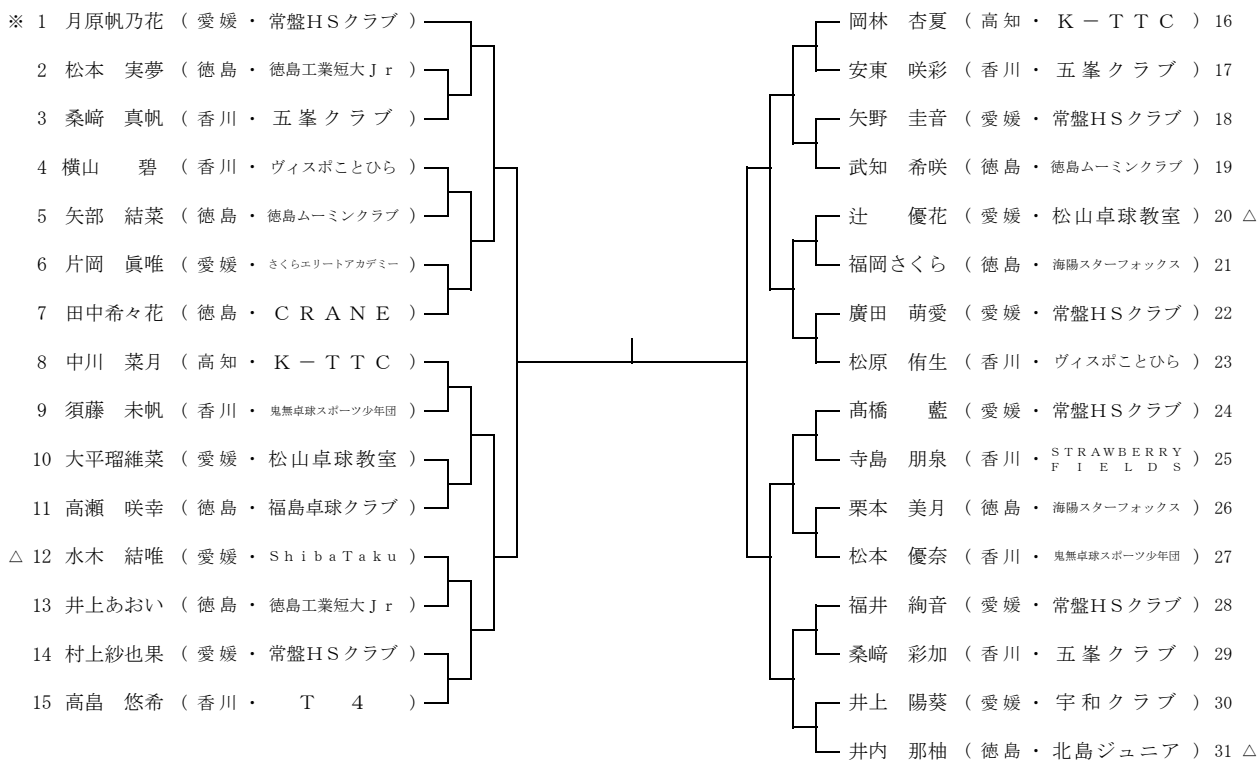 ※ 1 月原帆乃花 ( 愛媛 ・ 常盤HSクラブ )
2 松本 実夢 ( 徳島 ・ 徳島工業短大Jr )
3 桑﨑 真帆 ( 香川 ・ 五峯クラブ )
4 横山 碧 ( 香川 ・ ヴィスポことひら )
5 矢部 結菜 ( 徳島 ・ 徳島ムーミンクラブ )
6 片岡 眞唯 ( 愛媛 ・ さくらエリートアカデミー )
7 田中希々花 ( 徳島 ・ CRANE )
8 中川 菜月 ( 高知 ・ K－TTC )
9 須藤 未帆 ( 香川 ・ 鬼無卓球スポーツ少年団 )
10 大平瑠維菜 ( 愛媛 ・ 松山卓球教室 )
11 高瀬 咲幸 ( 徳島 ・ 福島卓球クラブ )
△ 12 水木 結唯 ( 愛媛 ・ ShibaTaku )
13 井上あおい ( 徳島 ・ 徳島工業短大Jr )
14 村上紗也果 ( 愛媛 ・ 常盤HSクラブ )
15 高畠 悠希 ( 香川 ・ T4 )
岡林 杏夏 ( 高知 ・ K－TTC ) 16
安東 咲彩 ( 香川 ・ 五峯クラブ ) 17
矢野 圭音 ( 愛媛 ・ 常盤HSクラブ ) 18
武知 希咲 ( 徳島 ・ 徳島ムーミンクラブ ) 19
辻 優花 ( 愛媛 ・ 松山卓球教室 ) 20 △
福岡さくら ( 徳島 ・ 海陽スターフォックス ) 21
廣田 萌愛 ( 愛媛 ・ 常盤HSクラブ ) 22
松原 侑生 ( 香川 ・ ヴィスポことひら ) 23
髙橋 藍 ( 愛媛 ・ 常盤HSクラブ ) 24
寺島 朋泉 ( 香川 ・ STRAWBERRY FIELDS ) 25
栗本 美月 ( 徳島 ・ 海陽スターフォックス ) 26
松本 優奈 ( 香川 ・ 鬼無卓球スポーツ少年団 ) 27
福井 絢音 ( 愛媛 ・ 常盤HSクラブ ) 28
桑﨑 彩加 ( 香川 ・ 五峯クラブ ) 29
井上 陽葵 ( 愛媛 ・ 宇和クラブ ) 30
井内 那柚 ( 徳島 ・ 北島ジュニア ) 31 △